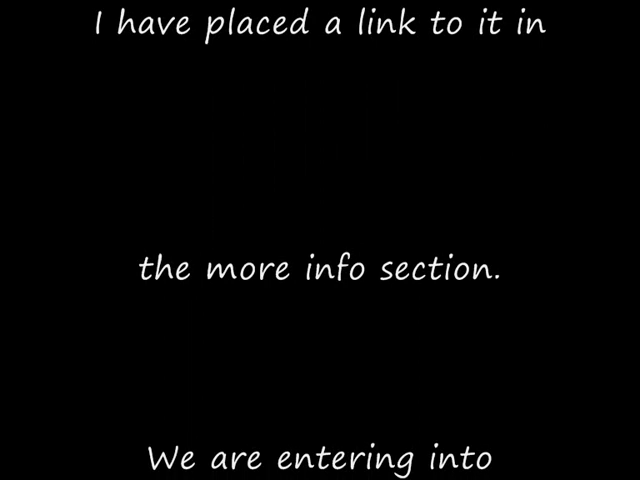 I have placed a link to it in
the more info section.
We are entering into